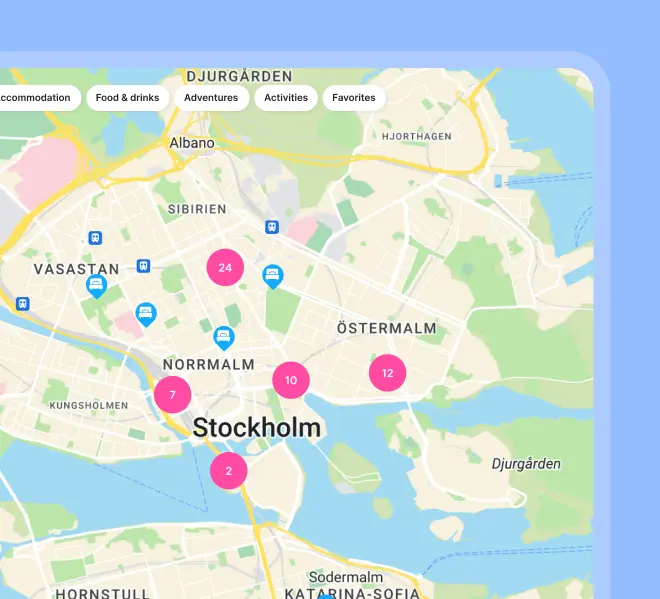 DJURGÅRDEN
ccommodation
Food & drinks
Adventures
Activities
Favorites
HJORTHAGEN
Albano
SIBIRIEN
VASASTAN
24
ÖSTERMALM
NORRMALM
12
10
7
KUNGSHOLMEN
Stockholm
Djurgården
2
Södermalm
HORNSTULL
KATARINA-SOFIA